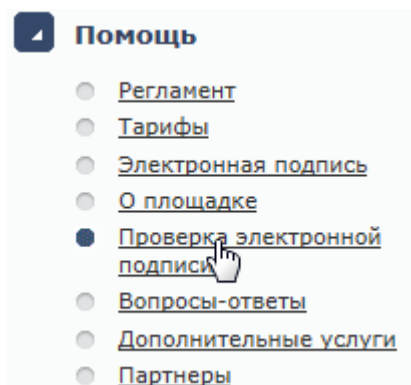 Помощь
Регламент
Тарифы
Электронная подпись
О площадке
Проверка электронной
подписи
Вопросы-ответы
Дополнительные услуги
Партнеры